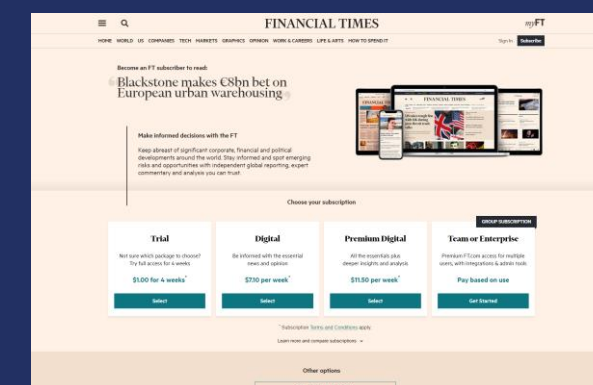 FINANCIAL TIMES
myFT
HOME WORLD US COMPANIES TECH MARKETS GRAPHICS OPINION WORK & CAREERS LIFE & ARTS HOW TO SPEND IT
Sign In Subscribe
Become an FT subscriber to read:
“Blackstone makes €8bn bet on
European urban warehousing”
FINANCIAL TIMES
Make informed decisions with the FT
Keep abreast of significant corporate, financial and political
developments around the world. Stay informed and spot emerging
risks and opportunities with independent global reporting, expert
commentary and analysis you can trust.
Choose your subscription
GROUP SUBSCRIPTION
Trial
Not sure which package to choose?
Try full access for 4 weeks
$1.00 for 4 weeks*
Select
Digital
Be informed with the essential
news and opinion
$7.10 per week*
Select
Premium Digital
All the essentials plus
deeper insights and analysis
$11.50 per week*
Select
Team or Enterprise
Premium FT.com access for multiple
users, with integrations & admin tools
Pay based on use
Get Started
*Subscription Terms and Conditions apply
Learn more and compare subscriptions
Other options